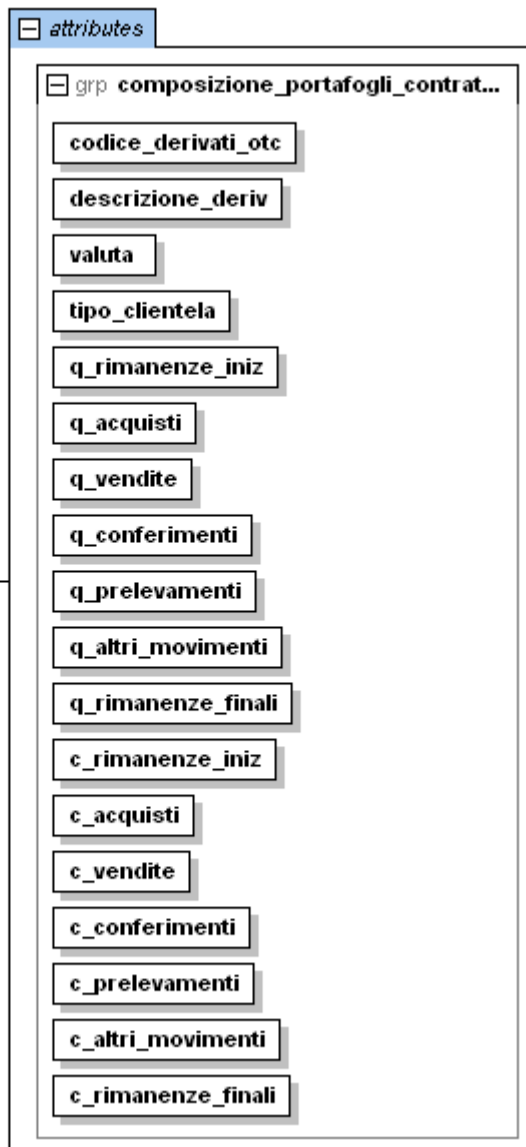 attributes
grp composizione_portafogli_contrat...
codice_derivati_otc
descrizione_deriv
valuta
tipo_clientela
q_rimanenze_iniz
q_acquisti
q_vendite
q_conferimenti
q_prelevamenti
q_altri_movimenti
q_rimanenze_finali
c_rimanenze_iniz
c_acquisti
c_vendite
c_conferimenti
c_prelevamenti
c_altri_movimenti
c_rimanenze_finali